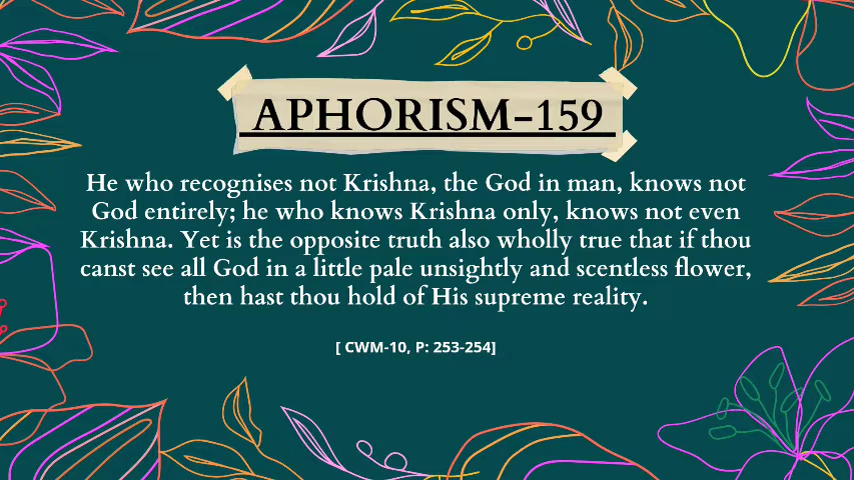 APHORISM-159
He who recognises not Krishna, the God in man, knows not
God entirely; he who knows Krishna only, knows not even
Krishna. Yet is the opposite truth also wholly true that if thou
canst see all God in a little pale unsightly and scentless flower,
then hast thou hold of His supreme reality.
[ CWM-10, P: 253-254]